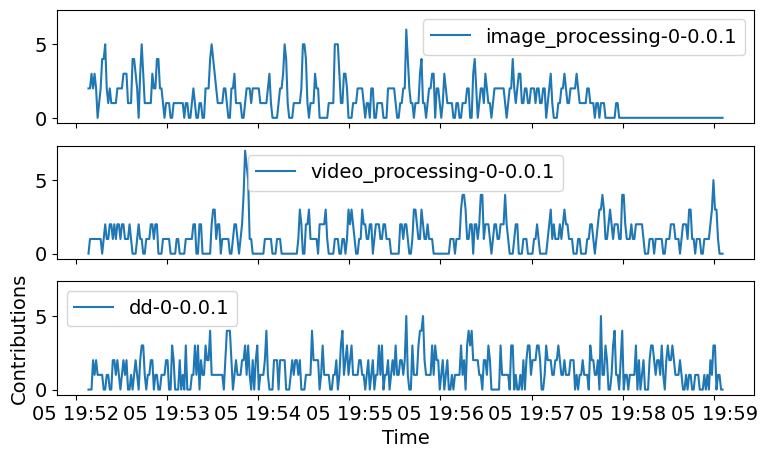 5
0
image_processing-0-0.0.1
5
0
video_processing-0-0.0.1
5
0
dd-0-0.0.1
Contributions
05 19:52 05 19:53 05 19:54 05 19:55 05 19:56 05 19:57 05 19:58 05 19:59
Time